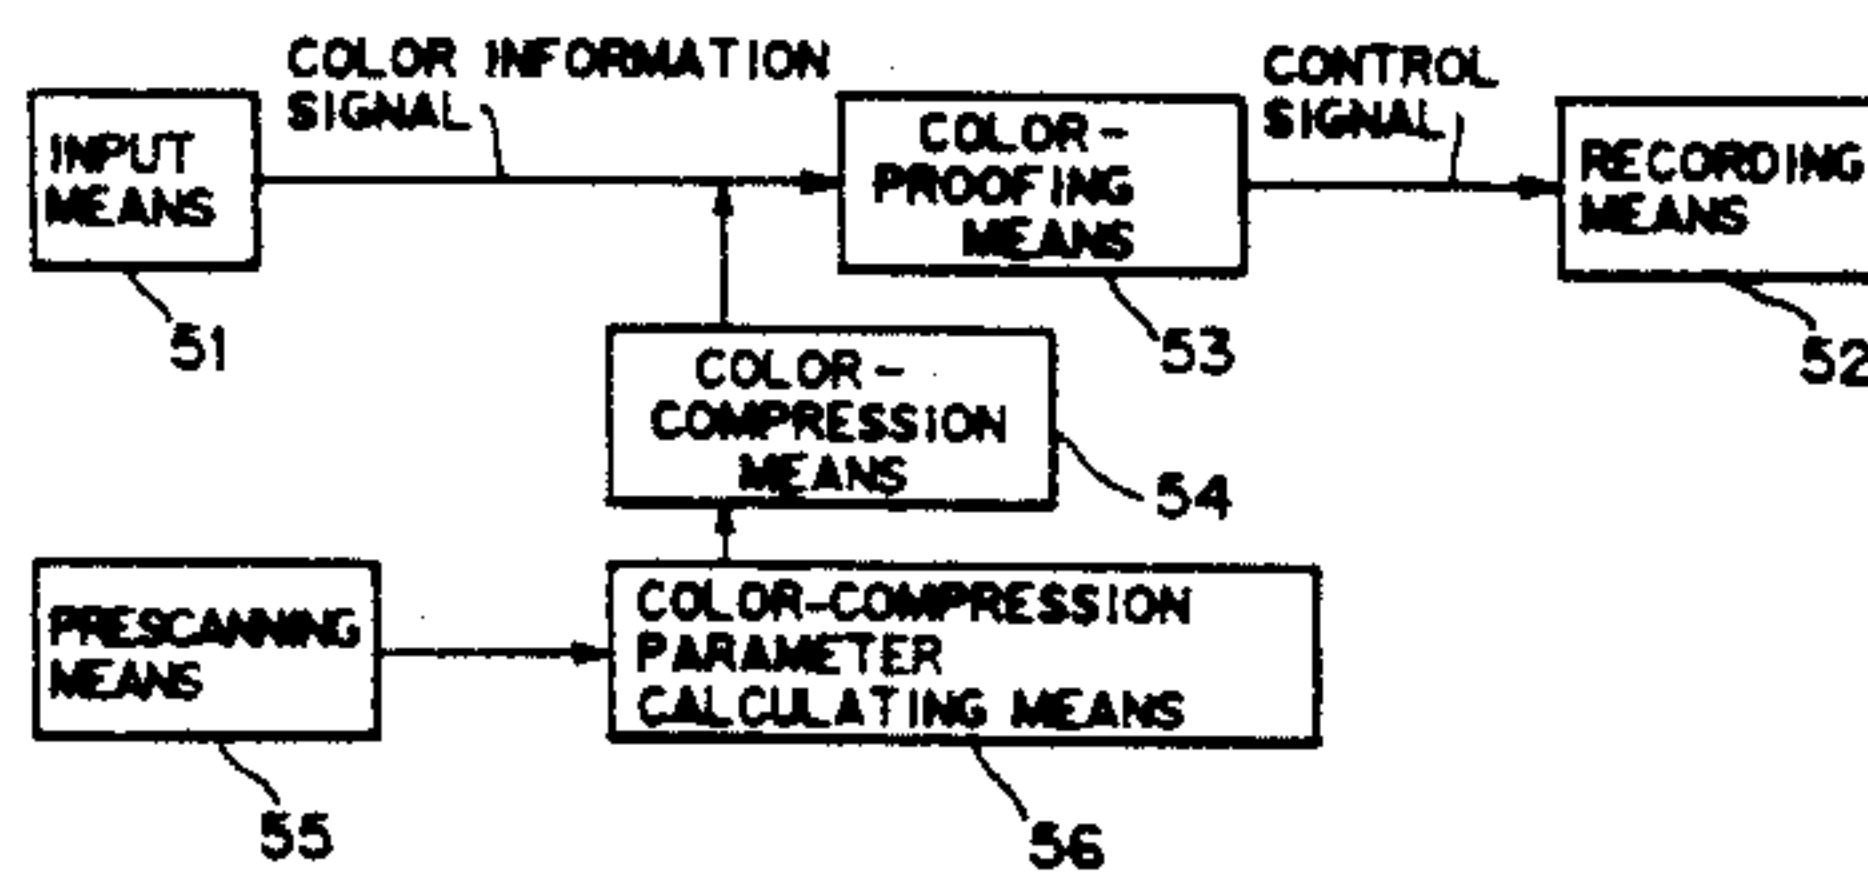 COLOR INFORMATION
SIGNAL
CONTROL
SIGNAL
INPUT
MEANS
COLOR-
PROOFING
MEANS
RECORDING
MEANS
51
53
52
COLOR-
COMPRESSION
MEANS
54
PRESCANNING
MEANS
COLOR-COMPRESSION
PARAMETER
CALCULATING MEANS
55
56